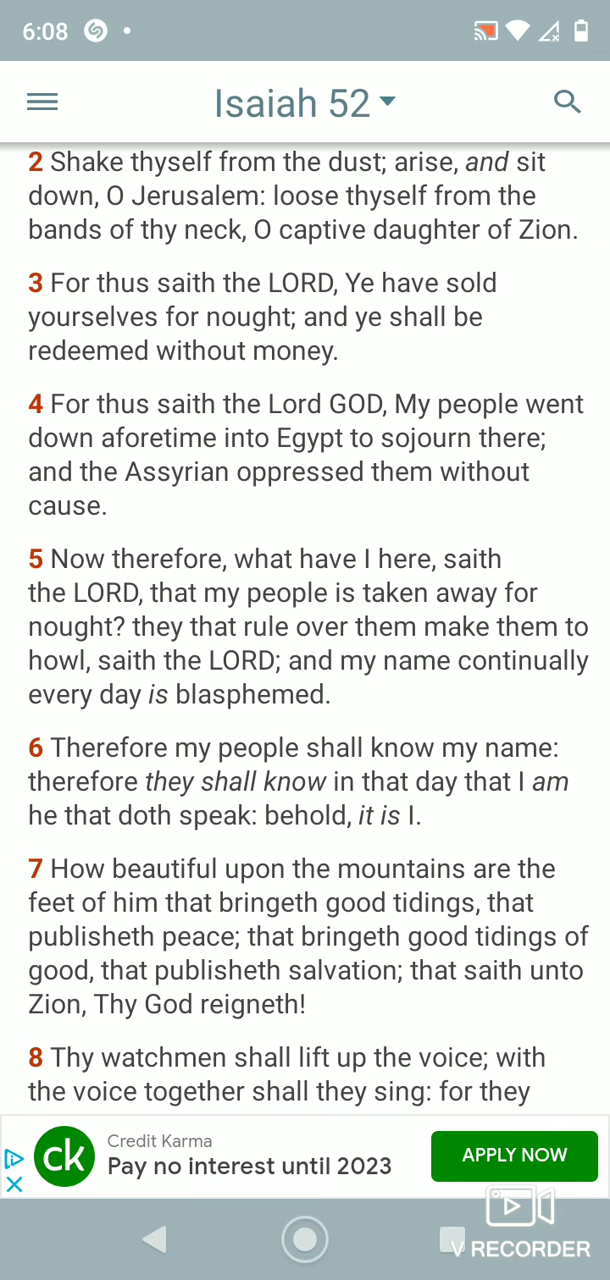 6:08
Isaiah 52
2 Shake thyself from the dust; arise, and sit
down, O Jerusalem: loose thyself from the
bands of thy neck, O captive daughter of Zion.
3 For thus saith the LORD, Ye have sold
yourselves for nought; and ye shall be
redeemed without money.
4 For thus saith the Lord GOD, My people went
down aforetime into Egypt to sojourn there;
and the Assyrian oppressed them without
cause.
5 Now therefore, what have I here, saith
the LORD, that my people is taken away for
nought? they that rule over them make them to
howl, saith the LORD; and my name continually
every day is blasphemed.
6 Therefore my people shall know my name:
therefore they shall know in that day that I am
he that doth speak: behold, it is I.
7 How beautiful upon the mountains are the
feet of him that bringeth good tidings, that
publisheth peace; that bringeth good tidings of
good, that publisheth salvation; that saith unto
Zion, Thy God reigneth!
8 Thy watchmen shall lift up the voice; with
the voice together shall they sing: for they
ck
Credit Karma
Pay no interest until 2023
APPLY NOW
V RECORDER